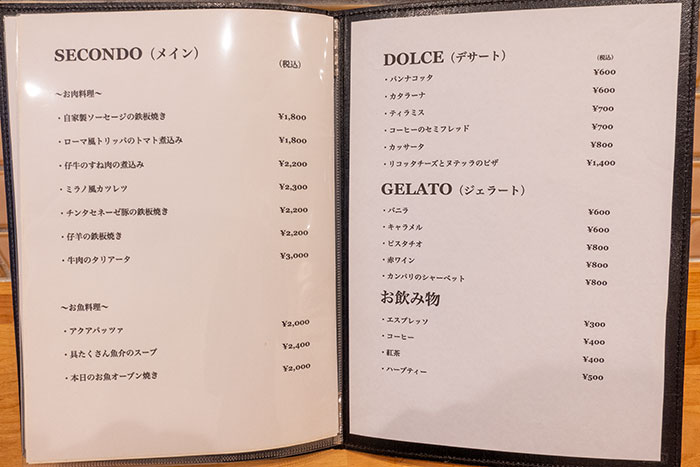 SECONDO（メイン）
（税込）
〜お肉料理〜
・自家製ソーセージの鉄板焼き ¥1,800
・ローマ風トリッパのトマト煮込み ¥1,800
・仔牛のすね肉の煮込み ¥2,200
・ミラノ風カツレツ ¥2,300
・チンタセネーゼ豚の鉄板焼き ¥2,200
・仔羊の鉄板焼き ¥2,200
・牛肉のタリアータ ¥3,000
〜お魚料理〜
・アクアパッツァ ¥2,000
・具たくさん魚介のスープ ¥2,400
・本日のお魚オーブン焼き ¥2,000
DOLCE（デザート）
（税込）
・パンナコッタ ¥600
・カタラーナ ¥600
・ティラミス ¥700
・コーヒーのセミフレッド ¥700
・カッサータ ¥800
・リコッタチーズとヌテッラのピザ ¥1,400
GELATO（ジェラート）
・バニラ ¥600
・キャラメル ¥600
・ピスタチオ ¥800
・赤ワイン ¥800
・カンパリのシャーベット ¥800
お飲み物
・エスプレッソ ¥300
・コーヒー ¥400
・紅茶 ¥400
・ハーブティー ¥500